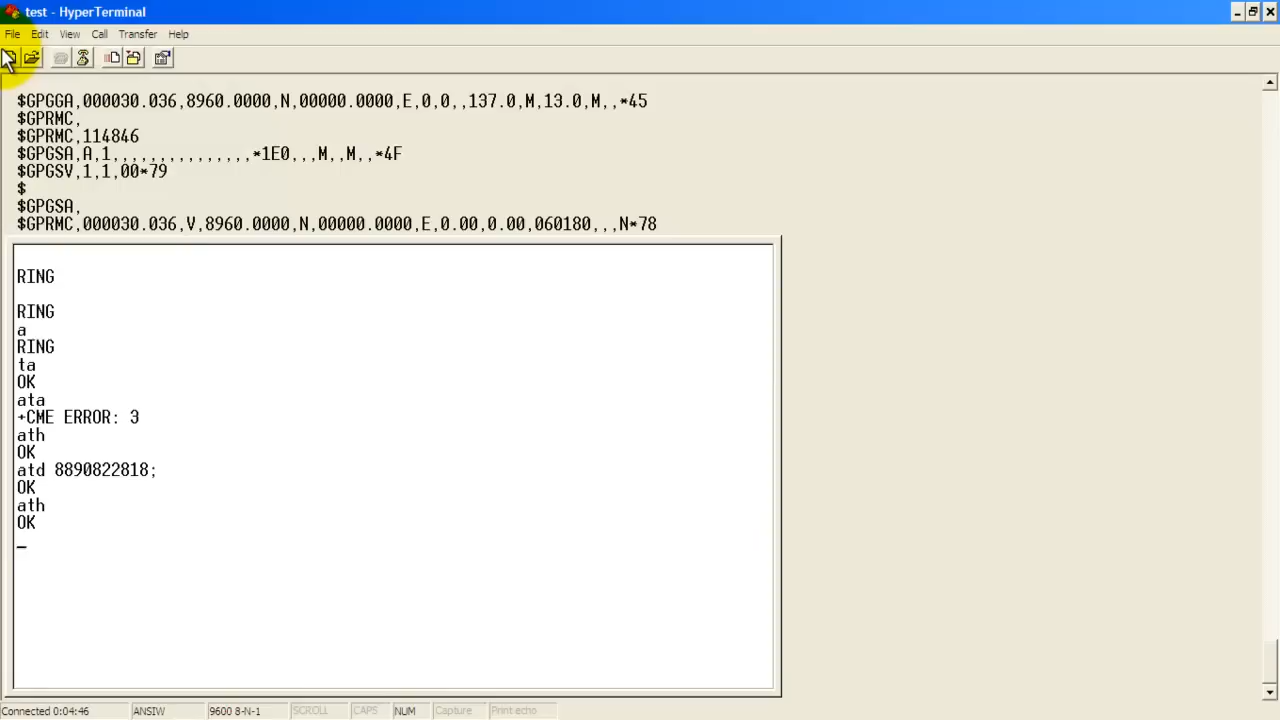 test - HyperTerminal
File Edit View Call Transfer Help
$GPGGA,000030.036,8960.0000,N,00000.0000,E,0,0,,137.0,M,13.0,M,,*45
$GPRMC,
$GPRMC,114846
$GPGSA,A,1,,,,,,,,,,,,,,,*1E0,,,M,,M,,*4F
$GPGSV,1,1,00*79
$
$GPGSA,
$GPRMC,000030.036,V,8960.0000,N,00000.0000,E,0.00,0.00,060180,,,N*78
RING
RING
a
RING
ta
OK
ata
+CME ERROR: 3
ath
OK
atd 8890822818;
OK
ath
OK
_
Connected 0:04:46 ANSIW 9600 8-N-1 SCROLL CAPS NUM Capture Print echo